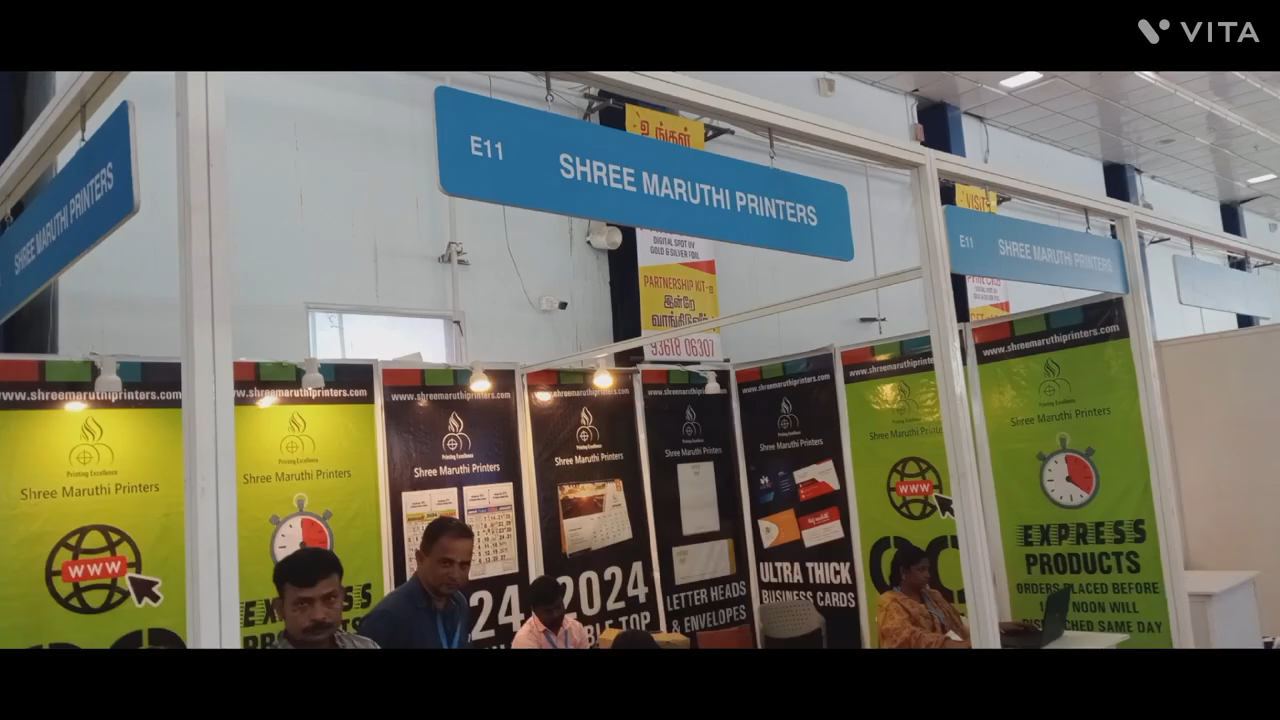 VITA
SHREE MARUTHI PRINTERS
E11 SHREE MARUTHI PRINTERS
E11 SHREE MARUTHI PRINTERS
உங்கள்
DIGITAL SPOT UV
GOLD & SILVER FOIL
PARTNERSHIP KIT-ஐ
இன்றே
வாங்கிடுவீர்
93618 06307
VISIT
www.shreemaruthiprinters.com
Printing Excellence
Shree Maruthi Printers
WWW
www.shreemaruthiprinters.com
Printing Excellence
Shree Maruthi Printers
www.shreemaruthiprinters.com
Printing Excellence
Shree Maruthi Printers
2024
24
www.shreemaruthiprinters.com
Printing Excellence
Shree Maruthi Printers
2024
BLE TOP
www.shreemaruthiprinters.com
Shree Maruthi Printers
LETTER HEADS
& ENVELOPES
www.shreemaruthiprinters.com
Shree Maruthi Printers
ULTRA THICK
BUSINESS CARDS
www.shreemaruthiprinters
Shree Maruthi Printers
WWW
www.shreemaruthiprinters.com
Shree Maruthi Printers
EXPRESS
PRODUCTS
ORDERS PLACED BEFORE
NOON WILL
SAME DAY